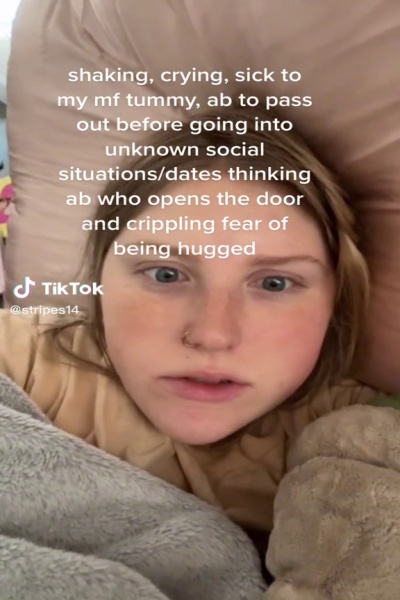 shaking, crying, sick to
my mf tummy, ab to pass
out before going into
unknown social
situations/dates thinking
ab who opens the door
and crippling fear of
being hugged
TikTok
@stripes14